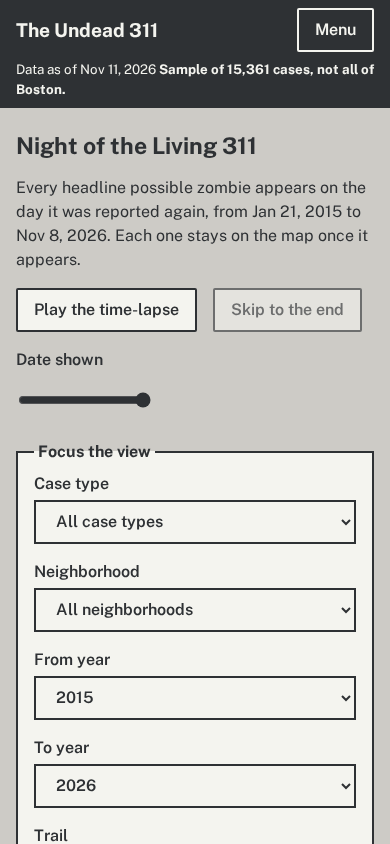 The Undead 311
Menu
Data as of Nov 11, 2026 Sample of 15,361 cases, not all of
Boston.
Night of the Living 311
Every headline possible zombie appears on the
day it was reported again, from Jan 21, 2015 to
Nov 8, 2026. Each one stays on the map once it
appears.
Play the time-lapse
Skip to the end
Date shown
Focus the view
Case type
All case types
Neighborhood
All neighborhoods
From year
2015
To year
2026
Trail